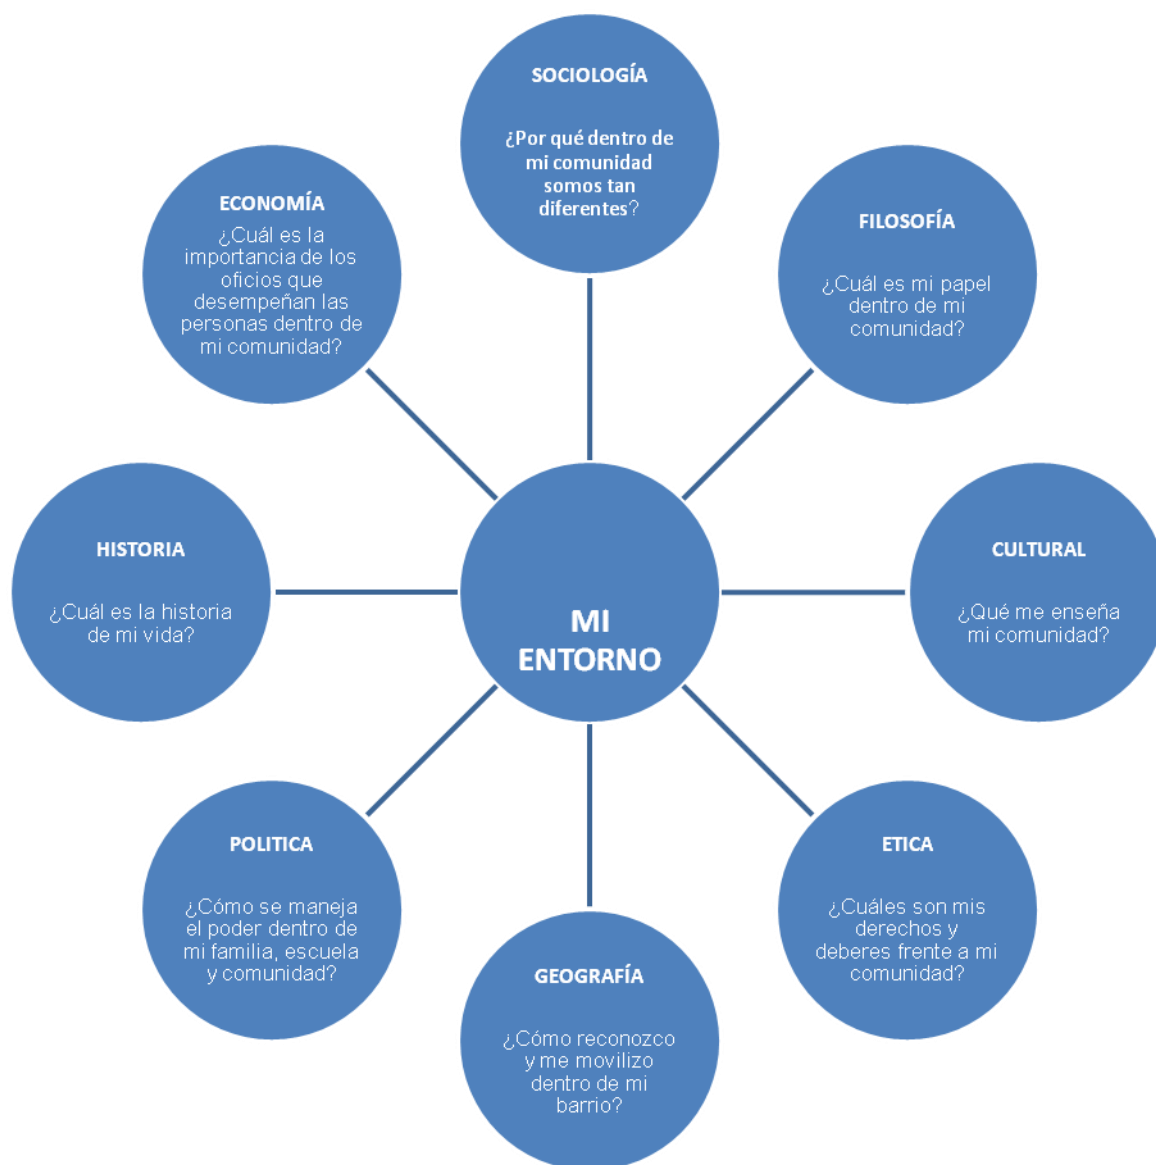 SOCIOLOGÍA
¿Por qué dentro de
mi comunidad
somos tan
diferentes?
FILOSOFÍA
¿Cuál es mi papel
dentro de mi
comunidad?
CULTURAL
¿Qué me enseña
mi comunidad?
ETICA
¿Cuáles son mis
derechos y
deberes frente a mi
comunidad?
GEOGRAFÍA
¿Cómo reconozco
y me movilizo
dentro de mi
barrio?
POLITICA
¿Cómo se maneja
el poder dentro de
mi familia, escuela
y comunidad?
HISTORIA
¿Cuál es la historia
de mi vida?
ECONOMÍA
¿Cuál es la
importancia de los
oficios que
desempeñan las
personas dentro de
mi comunidad?
MI
ENTORNO